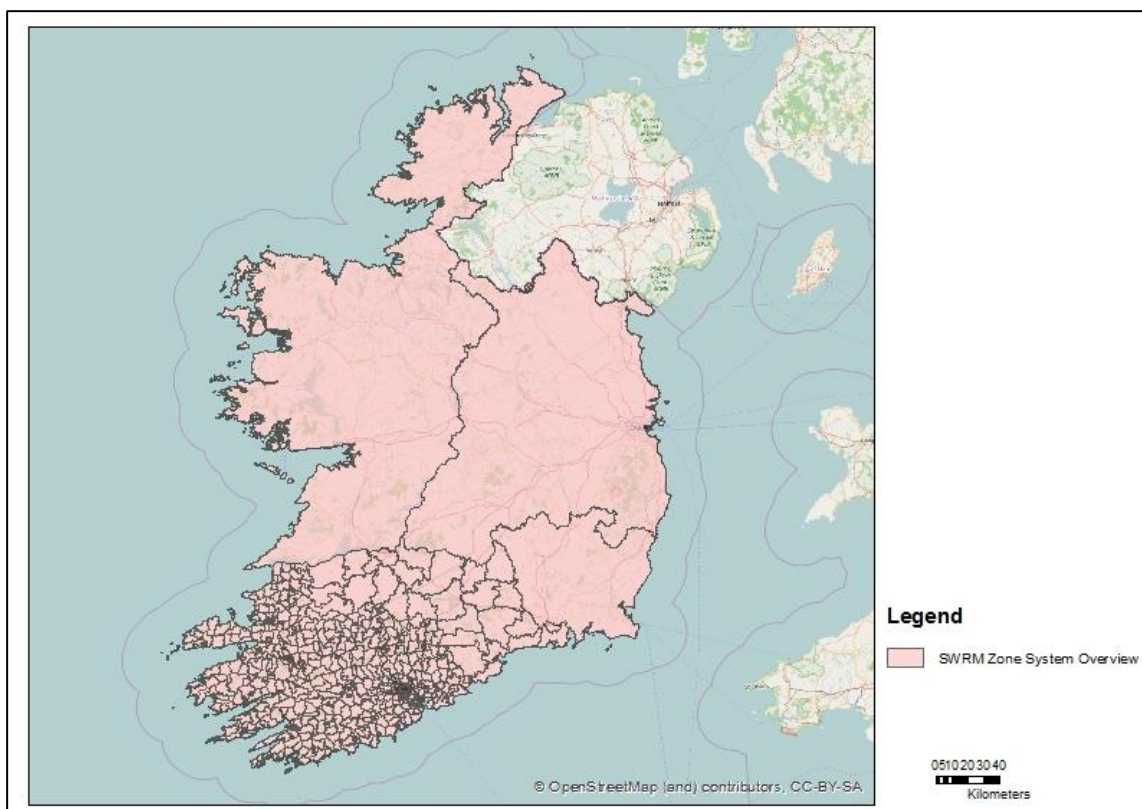 Legend
SWRM Zone System Overview
0510203040
Kilometers
© OpenStreetMap (and) contributors, CC-BY-SA